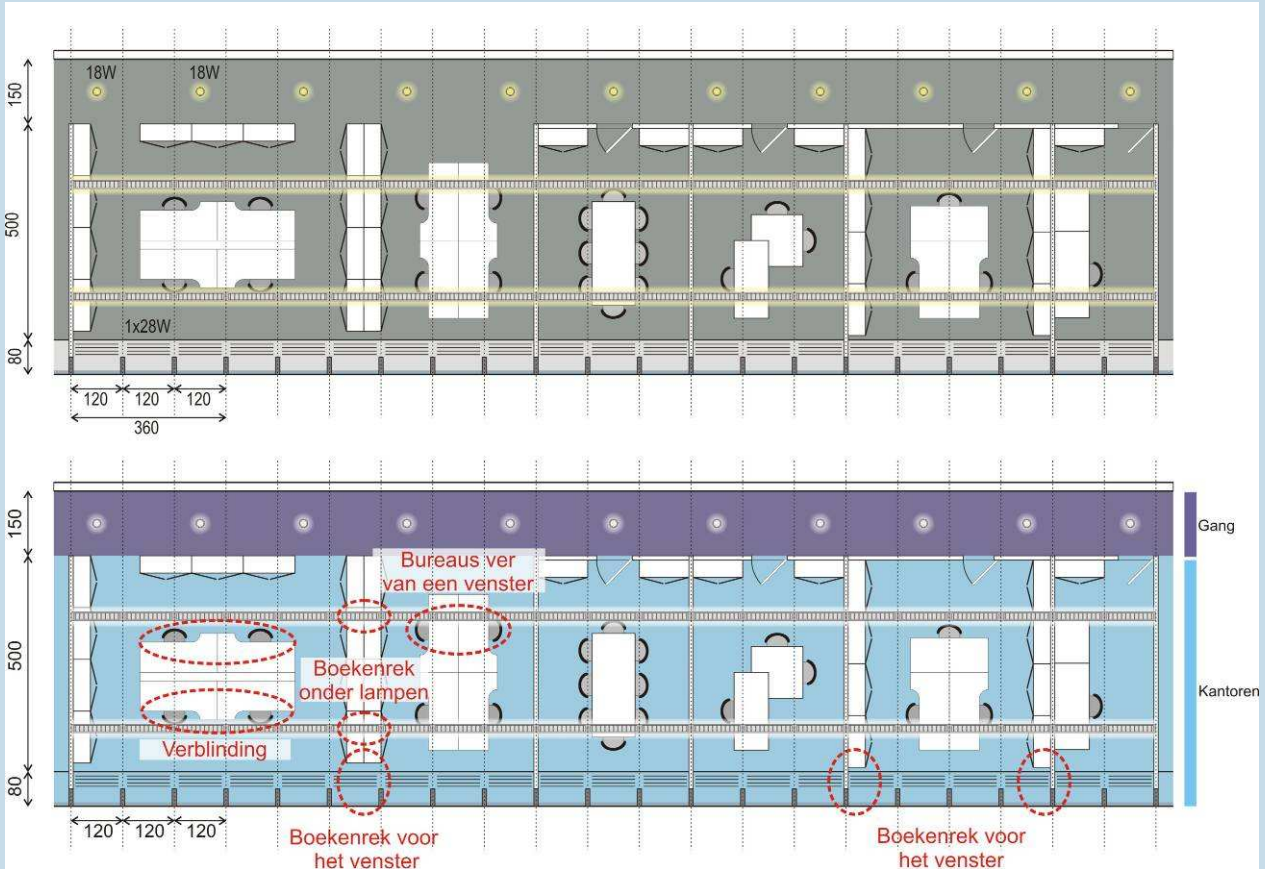 18W
18W
150
500
1x28W
80
120
120
120
360
150
Gang
Bureaus ver
van een venster
500
Boekenrek
onder lampen
Kantoren
Verblinding
80
120
120
120
Boekenrek voor
het venster
Boekenrek voor
het venster